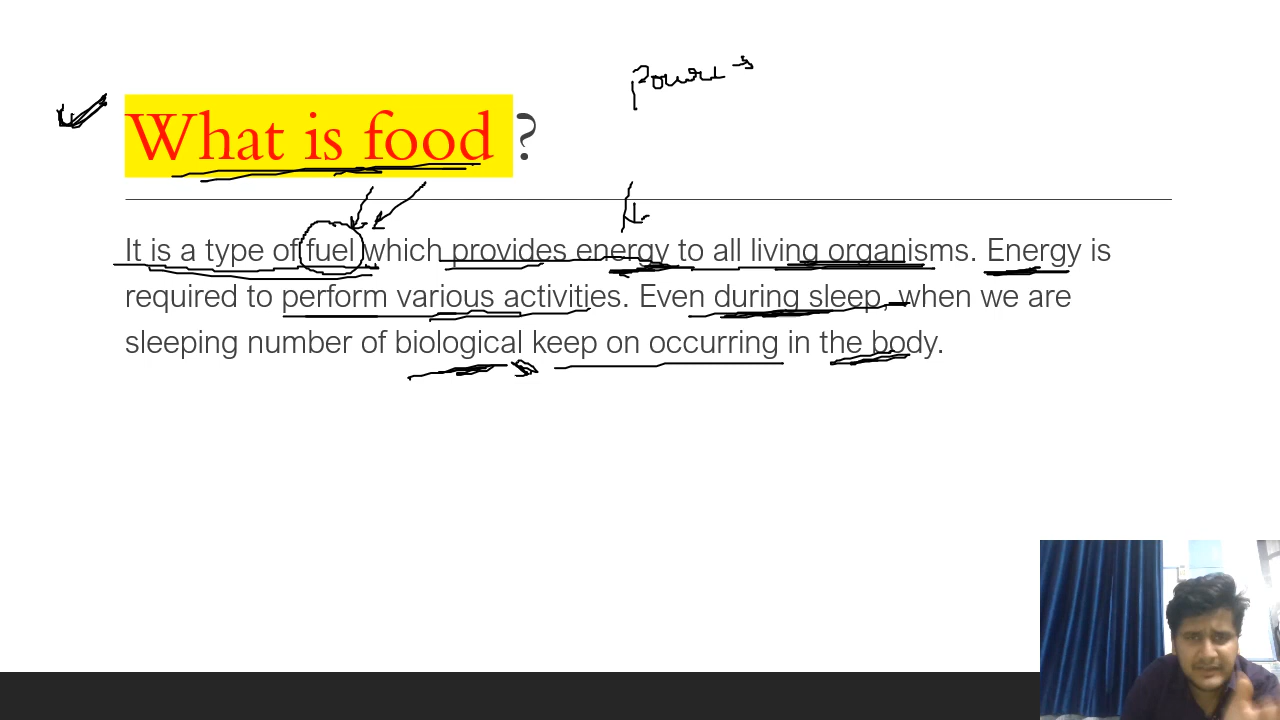 What is food ?
It is a type of fuel which provides energy to all living organisms. Energy is
required to perform various activities. Even during sleep, when we are
sleeping number of biological keep on occurring in the body.